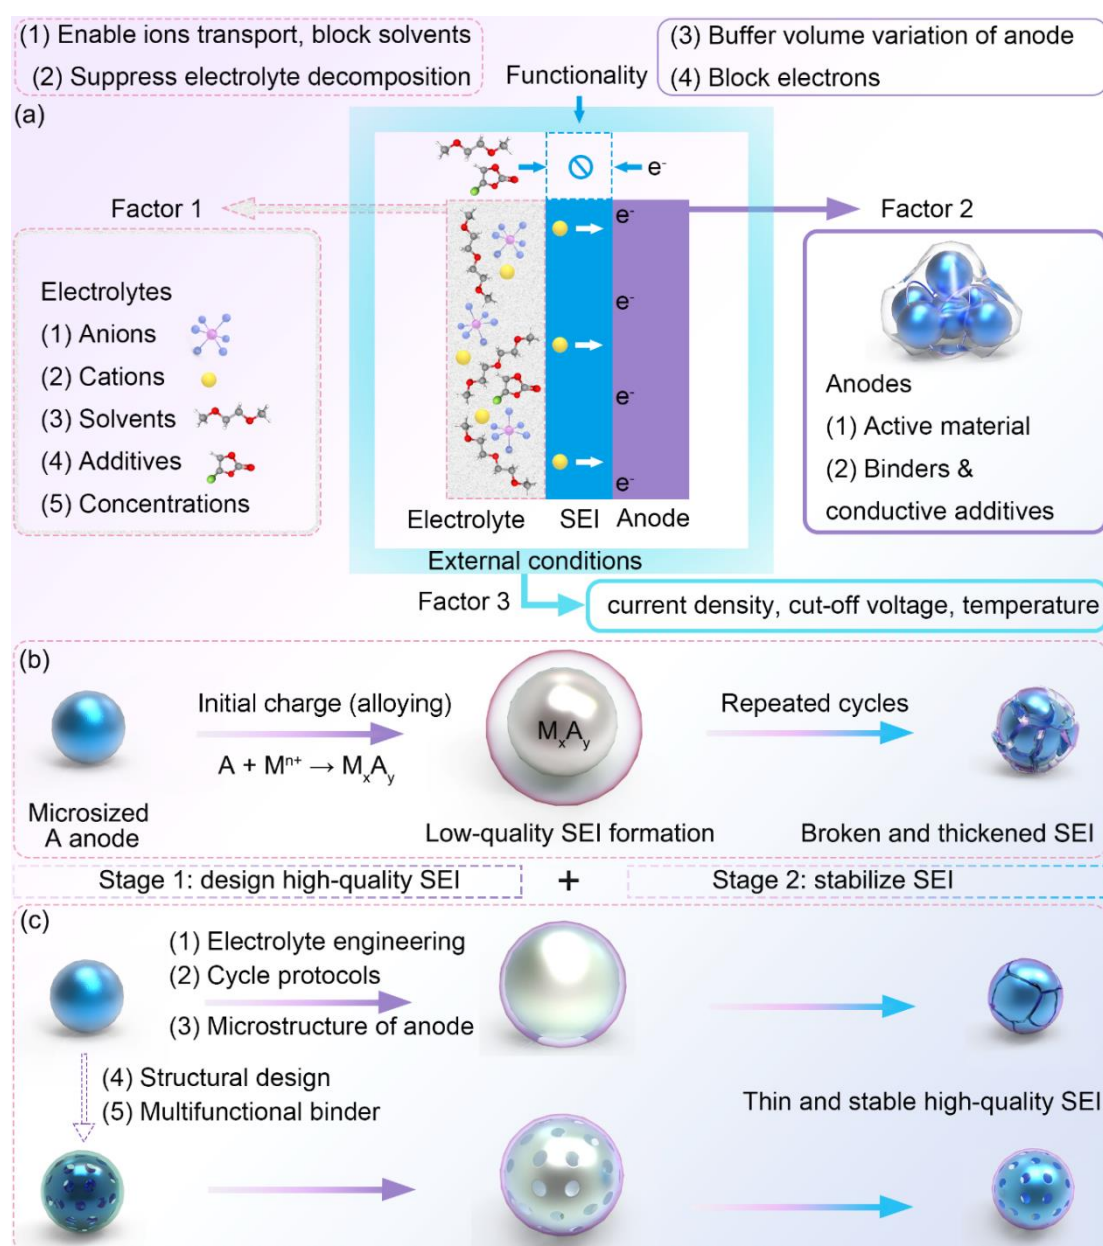 (1) Enable ions transport, block solvents
(2) Suppress electrolyte decomposition
Functionality
(3) Buffer volume variation of anode
(4) Block electrons
(a)
e⁻
Factor 1
Factor 2
Electrolytes
(1) Anions
(2) Cations
(3) Solvents
(4) Additives
(5) Concentrations
e⁻
e⁻
e⁻
e⁻
Electrolyte
SEI
Anode
Anodes
(1) Active material
(2) Binders &
conductive additives
External conditions
Factor 3
current density, cut-off voltage, temperature
(b)
Initial charge (alloying)
A + Mⁿ⁺ → MₓAᵧ
MₓAᵧ
Repeated cycles
Microsized
A anode
Low-quality SEI formation
Broken and thickened SEI
Stage 1: design high-quality SEI
+
Stage 2: stabilize SEI
(c)
(1) Electrolyte engineering
(2) Cycle protocols
(3) Microstructure of anode
(4) Structural design
(5) Multifunctional binder
Thin and stable high-quality SEI